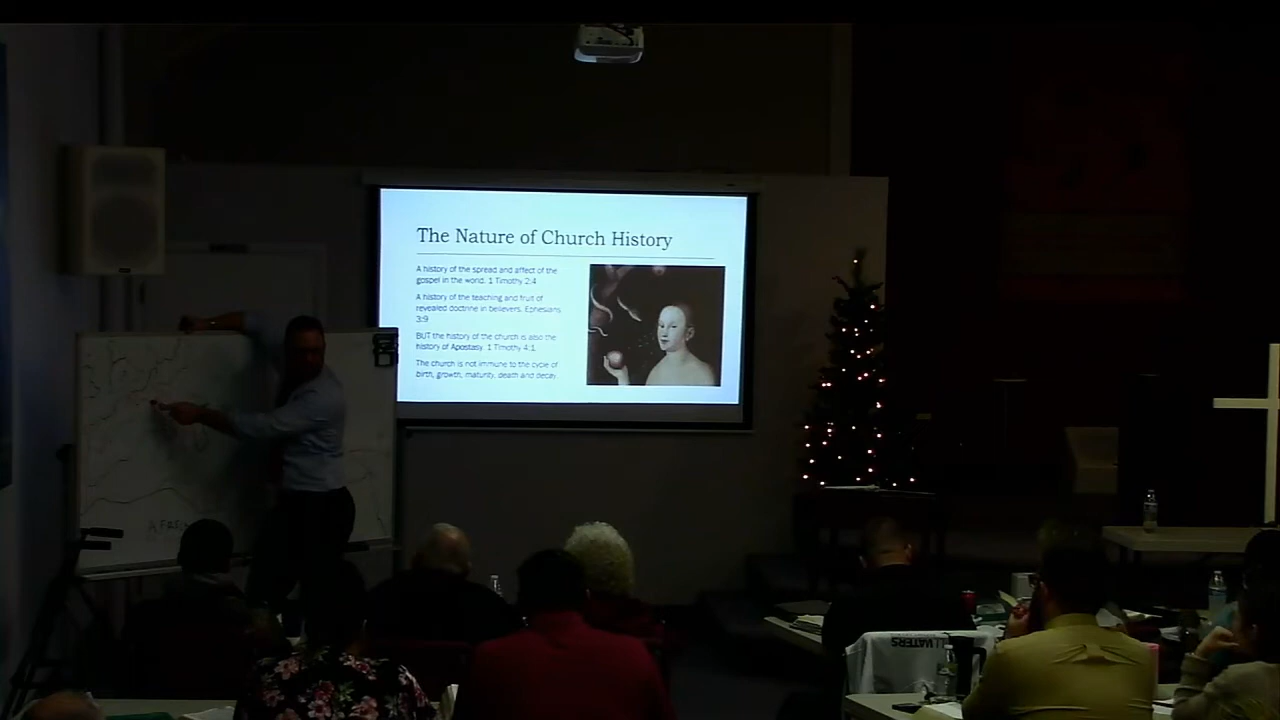 The Nature of Church History
A history of the spread and affect of the
gospel in the world. 1 Timothy 2:4
A history of the teaching and fruit of
revealed doctrine in believers. Ephesians
3:9
BUT the history of the church is also the
history of Apostasy. 1 Timothy 4:1
The church is not immune to the cycle of
birth, growth, maturity, death and decay.
WATERS